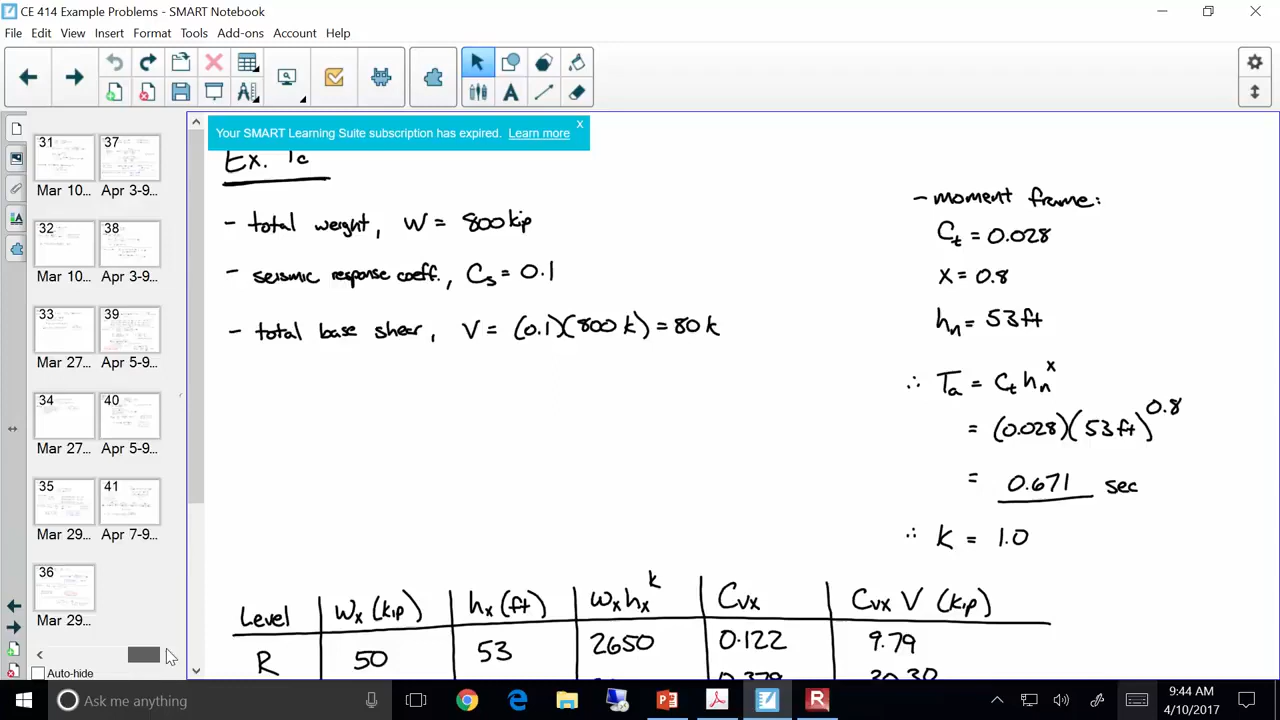 CE 414 Example Problems - SMART Notebook
File Edit View Insert Format Tools Add-ons Account Help
Your SMART Learning Suite subscription has expired. Learn more
x
31 37
Mar 10... Apr 3-9...
32 38
Mar 10... Apr 3-9...
33 39
Mar 27... Apr 5-9...
34 40
Mar 27... Apr 5-9...
35 41
Mar 29... Apr 7-9...
36
Mar 29...
Auto-hide
Ex. 1c
- total weight, W = 800 kip
- seismic response coeff., Cs = 0.1
- total base shear, V = (0.1)(800 k) = 80 k
- moment frame:
Ct = 0.028
x = 0.8
hn = 53 ft
∴ Ta = Ct hn^x
= (0.028)(53 ft)^0.8
= 0.671 sec
∴ k = 1.0
Level wx (kip) hx (ft) wx hx^k Cvx Cvx V (kip)
R 50 53 2650 0.122 9.79
Ask me anything
9:44 AM
4/10/2017